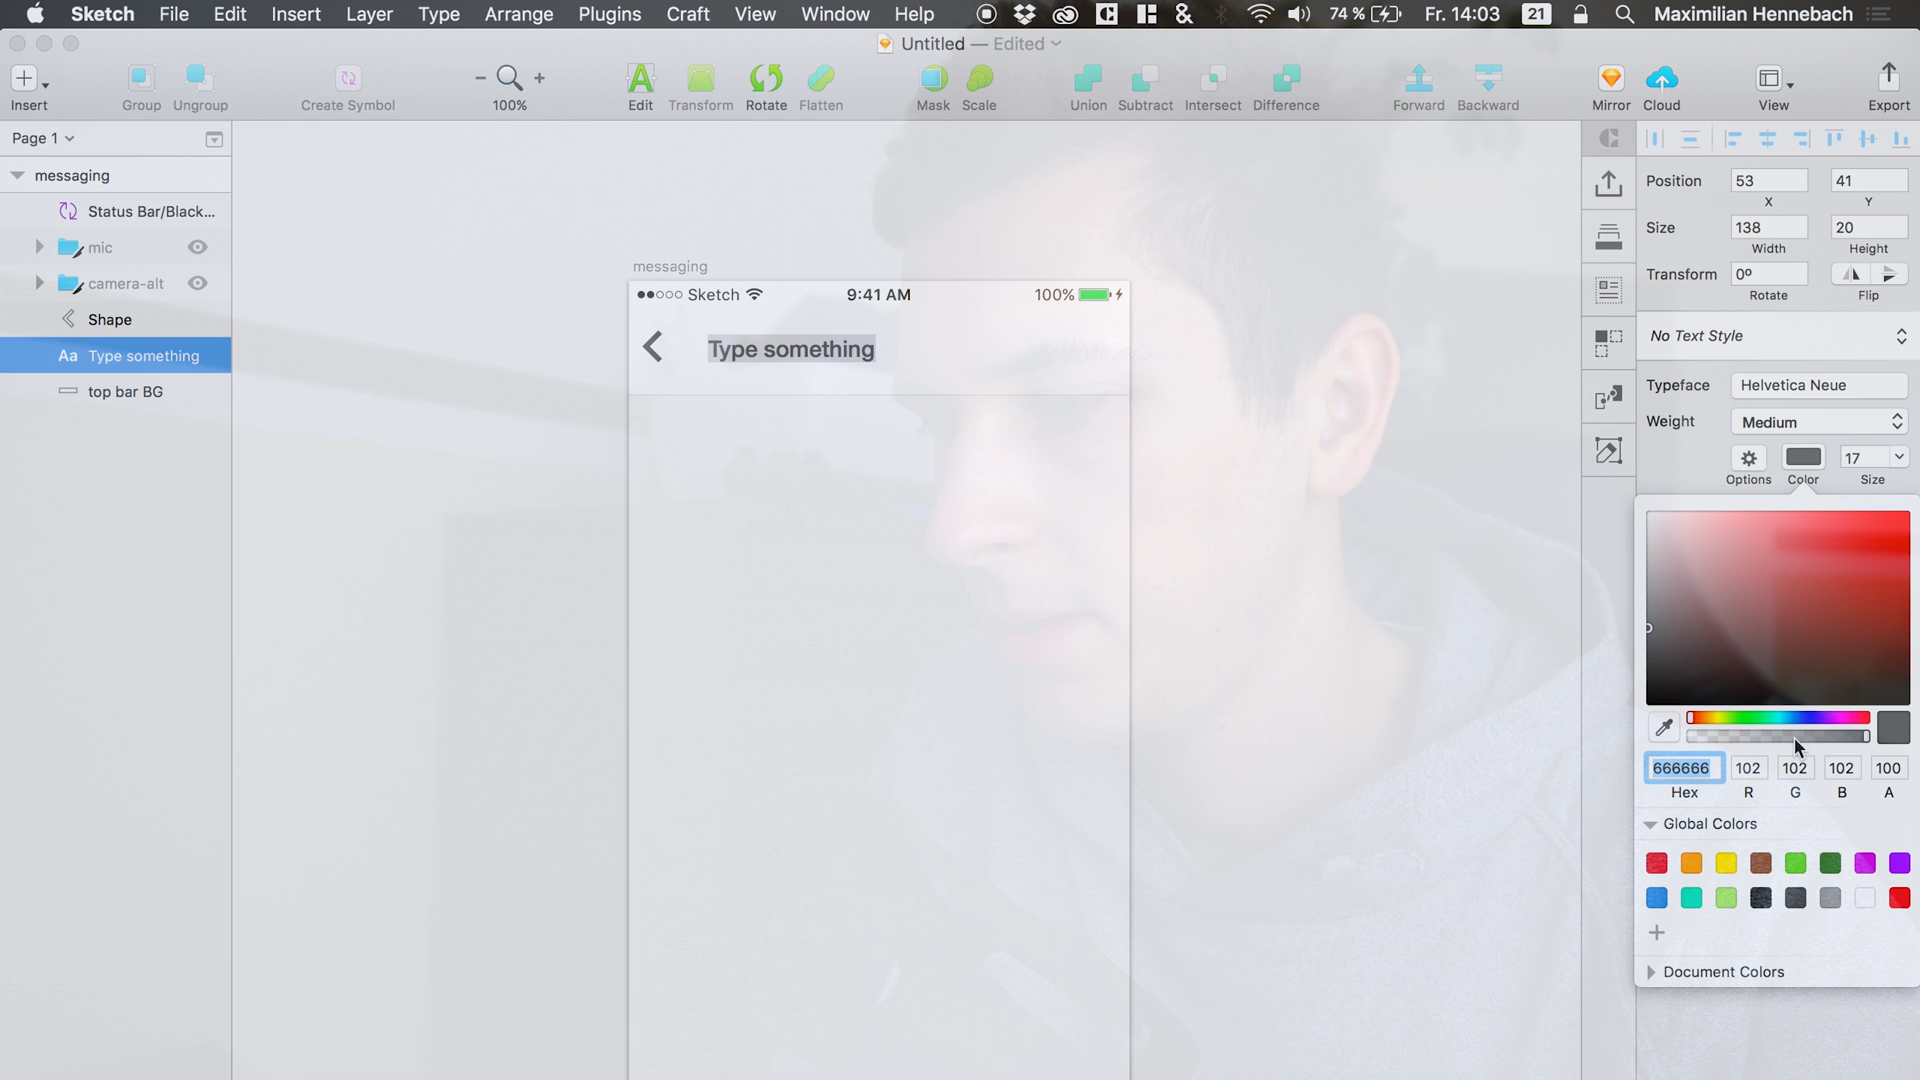 Sketch File Edit Insert Layer Type Arrange Plugins Craft View Window Help 74 % Fr. 14:03 21 Maximilian Hennebach
Untitled — Edited
Insert Group Ungroup Create Symbol 100% Edit Transform Rotate Flatten Mask Scale Union Subtract Intersect Difference Forward Backward Mirror Cloud View Export
Page 1
messaging
Status Bar/Black...
mic
camera-alt
Shape
Aa Type something
top bar BG
messaging
Sketch 9:41 AM 100%
Type something
Position 53 41
X Y
Size 138 20
Width Height
Transform 0º
Rotate Flip
No Text Style
Typeface Helvetica Neue
Weight Medium
17
Options Color Size
666666 102 102 102 100
Hex R G B A
Global Colors
Document Colors